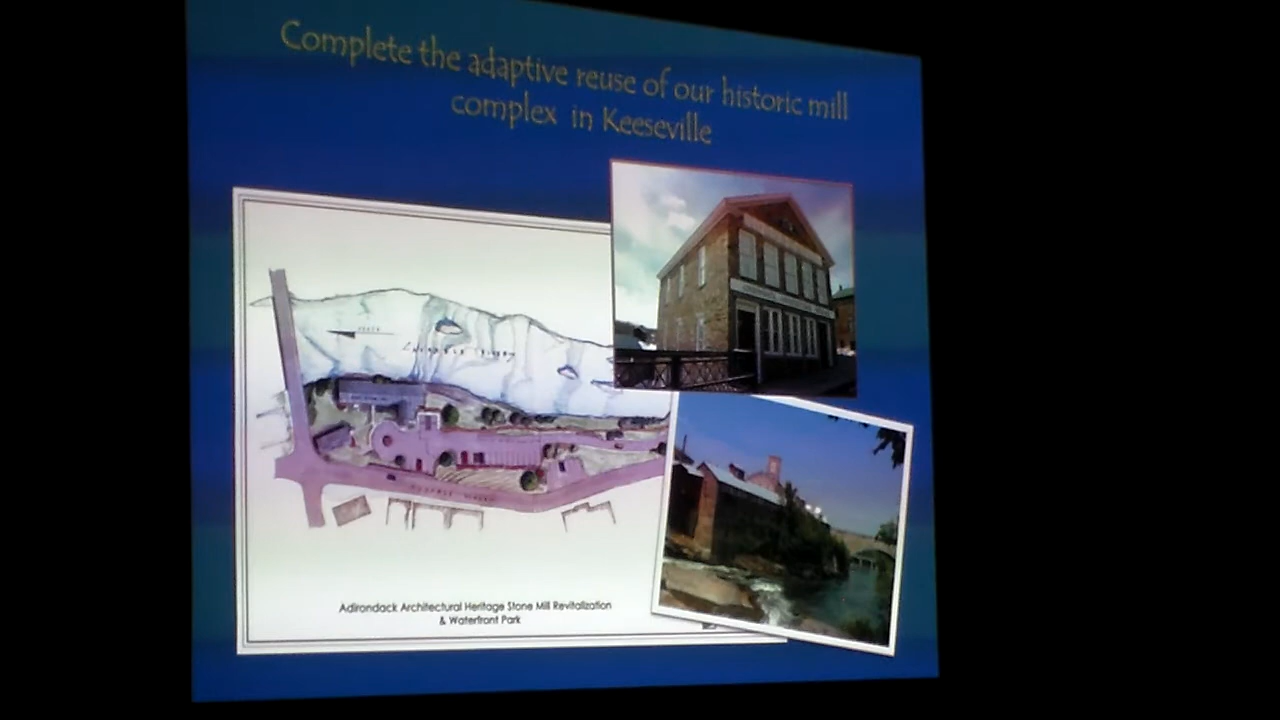 Complete the adaptive reuse of our historic mill
complex in Keeseville
Adirondack Architectural Heritage Stone Mill Revitalization
& Waterfront Park